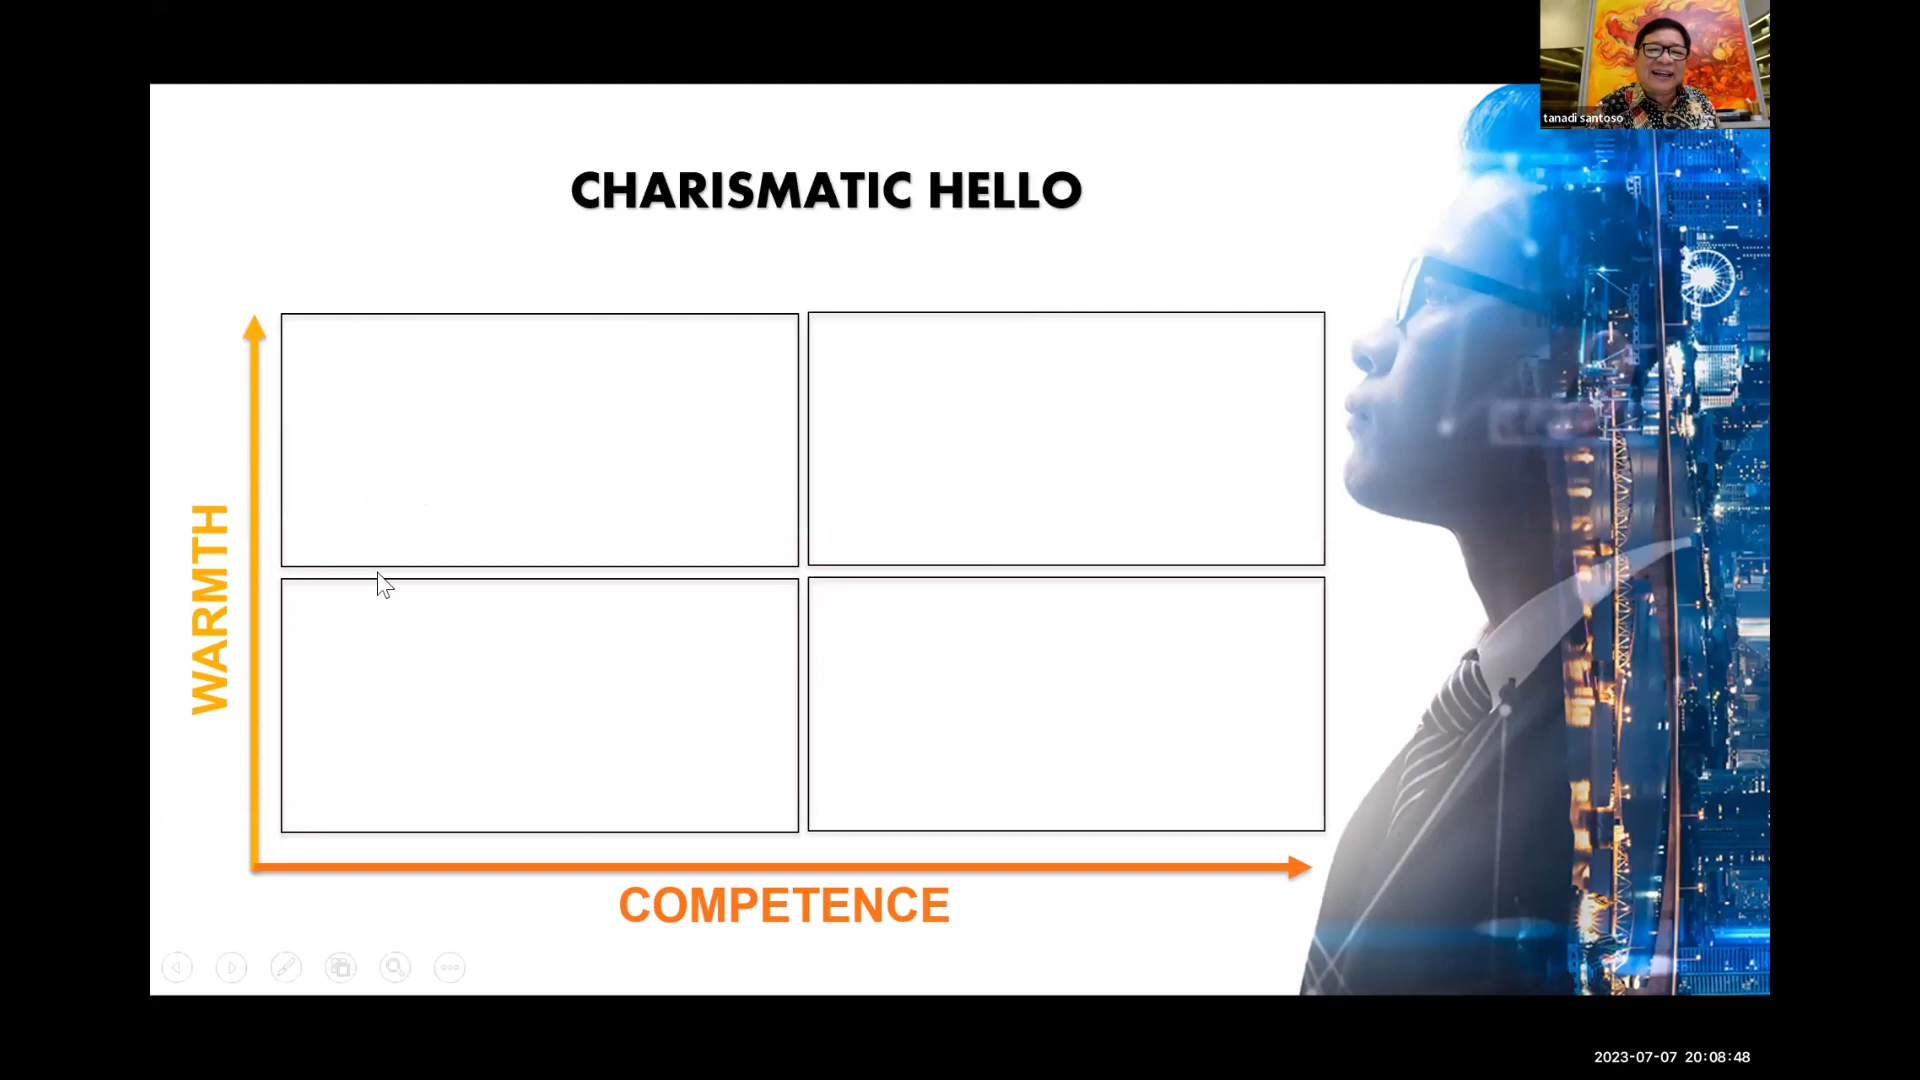 tanadi santoso
CHARISMATIC HELLO
WARMTH
COMPETENCE
2023-07-07 20:08:48